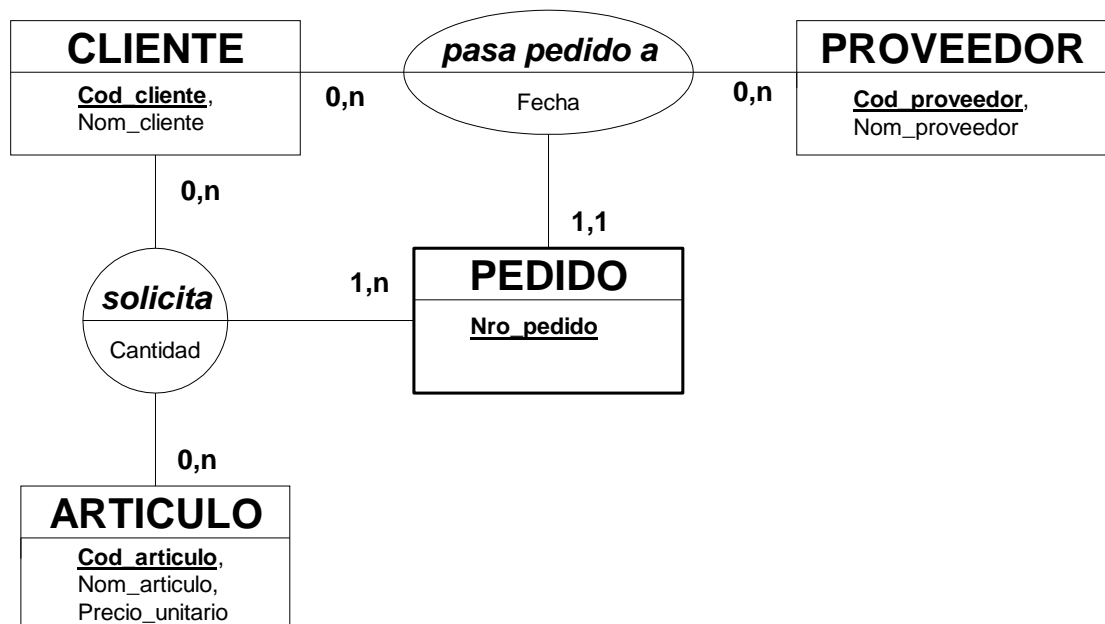 CLIENTE
Cod_cliente,
Nom_cliente
0,n
pasa pedido a
Fecha
0,n
PROVEEDOR
Cod_proveedor,
Nom_proveedor
0,n
1,1
solicita
Cantidad
1,n
PEDIDO
Nro_pedido
0,n
ARTICULO
Cod_articulo,
Nom_articulo,
Precio_unitario